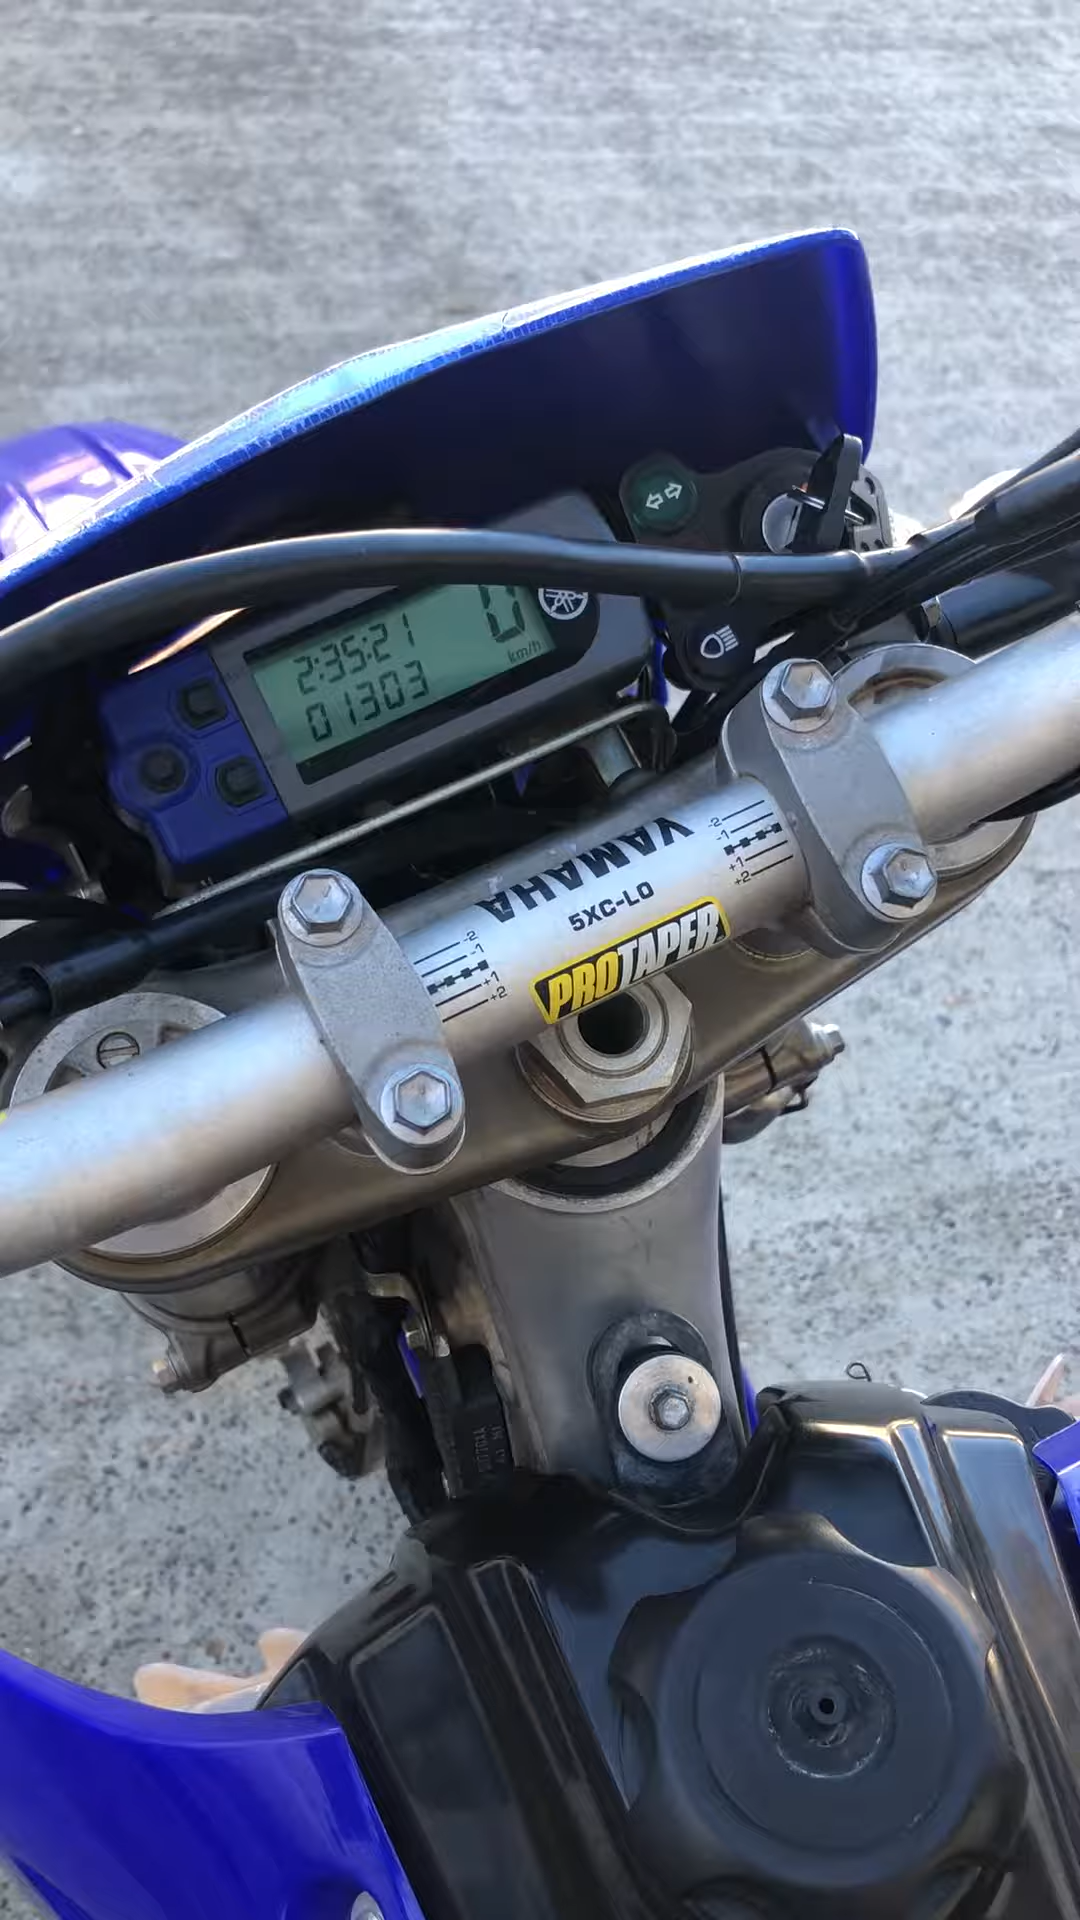 2:35:21
0
km/h
01303
YAMAHA
5XC-L0
PROTAPER
-2
-1
+1
+2
-2
-1
+1
+2